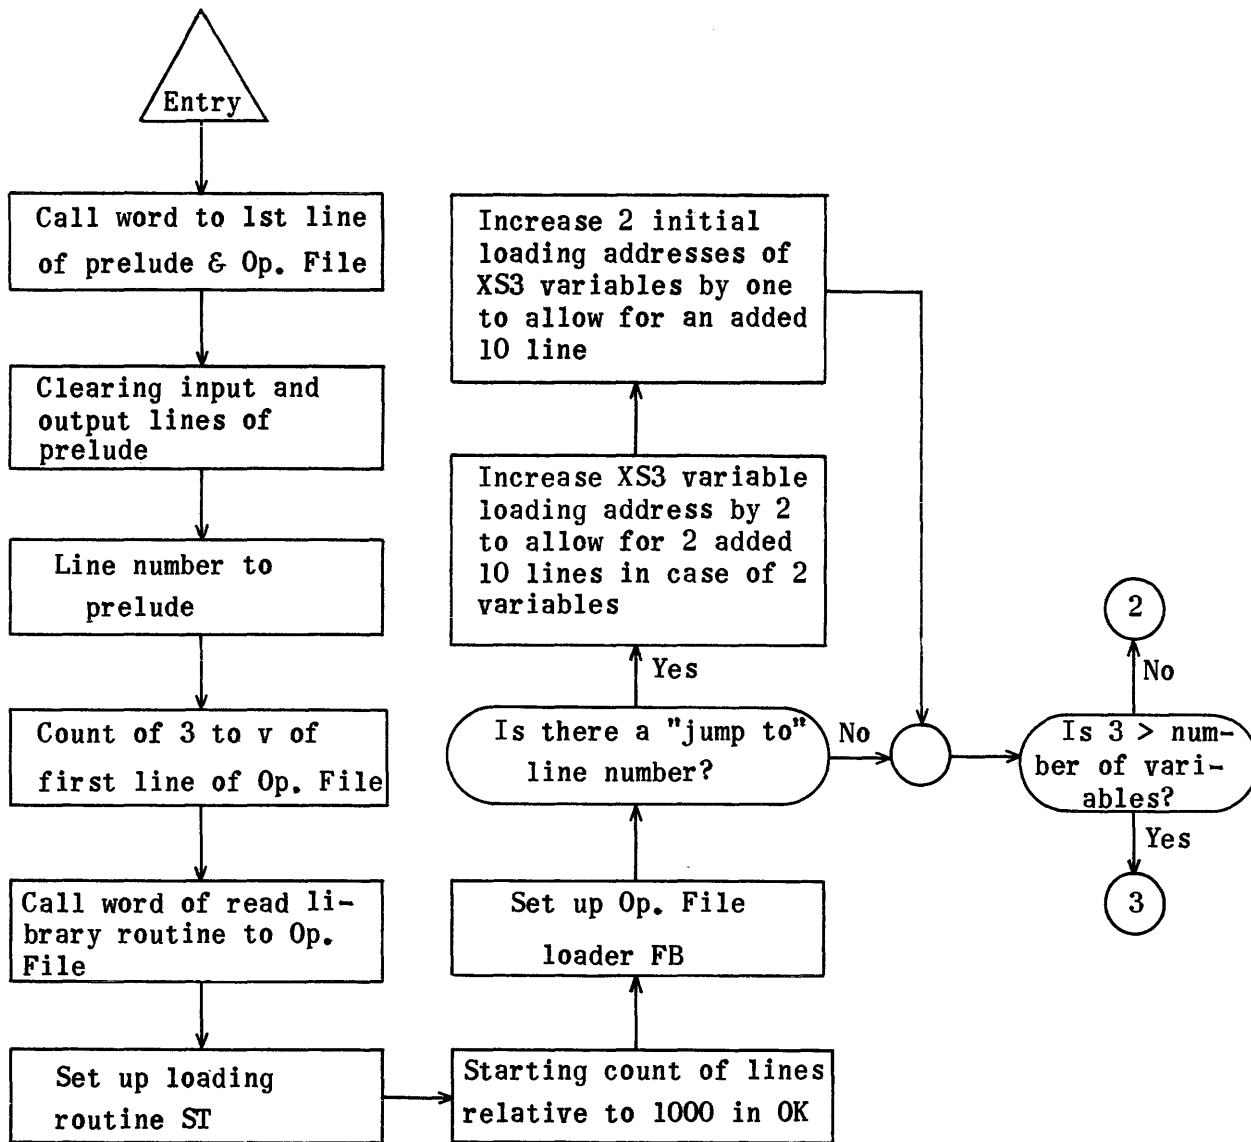 Entry
Call word to 1st line
of prelude & Op. File
Clearing input and
output lines of
prelude
Line number to
prelude
Count of 3 to v of
first line of Op. File
Call word of read li-
brary routine to Op.
File
Set up loading
routine ST
Starting count of lines
relative to 1000 in OK
Set up Op. File
loader FB
Is there a "jump to"
line number?
Yes
No
Increase XS3 variable
loading address by 2
to allow for 2 added
10 lines in case of 2
variables
Increase 2 initial
loading addresses of
XS3 variables by one
to allow for an added
10 line
Is 3 > num-
ber of vari-
ables?
No
2
Yes
3